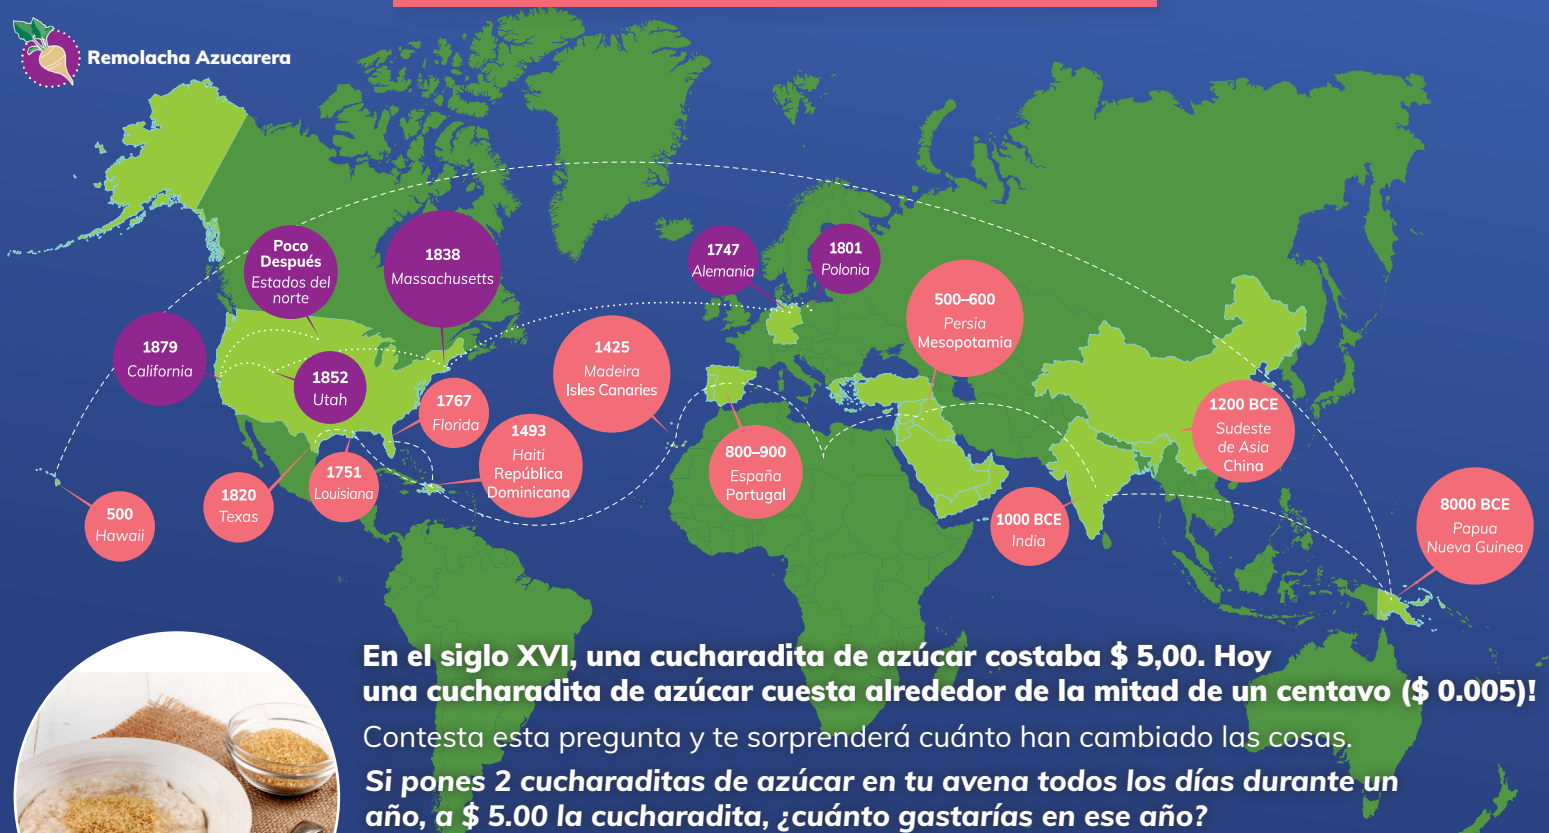 Remolacha Azucarera
Poco
Después
Estados del
norte
1838
Massachusetts
1747
Alemania
1801
Polonia
500–600
Persia
Mesopotamia
1879
California
1852
Utah
1425
Madeira
Isles Canaries
1767
Florida
1493
Haiti
República
Dominicana
800–900
España
Portugal
1200 BCE
Sudeste
de Asia
China
1751
Louisiana
1820
Texas
500
Hawaii
1000 BCE
India
8000 BCE
Papua
Nueva Guinea
En el siglo XVI, una cucharadita de azúcar costaba $ 5,00. Hoy
una cucharadita de azúcar cuesta alrededor de la mitad de un centavo ($ 0.005)!
Contesta esta pregunta y te sorprenderá cuánto han cambiado las cosas.
Si pones 2 cucharaditas de azúcar en tu avena todos los días durante un
año, a $ 5.00 la cucharadita, ¿cuánto gastarías en ese año?